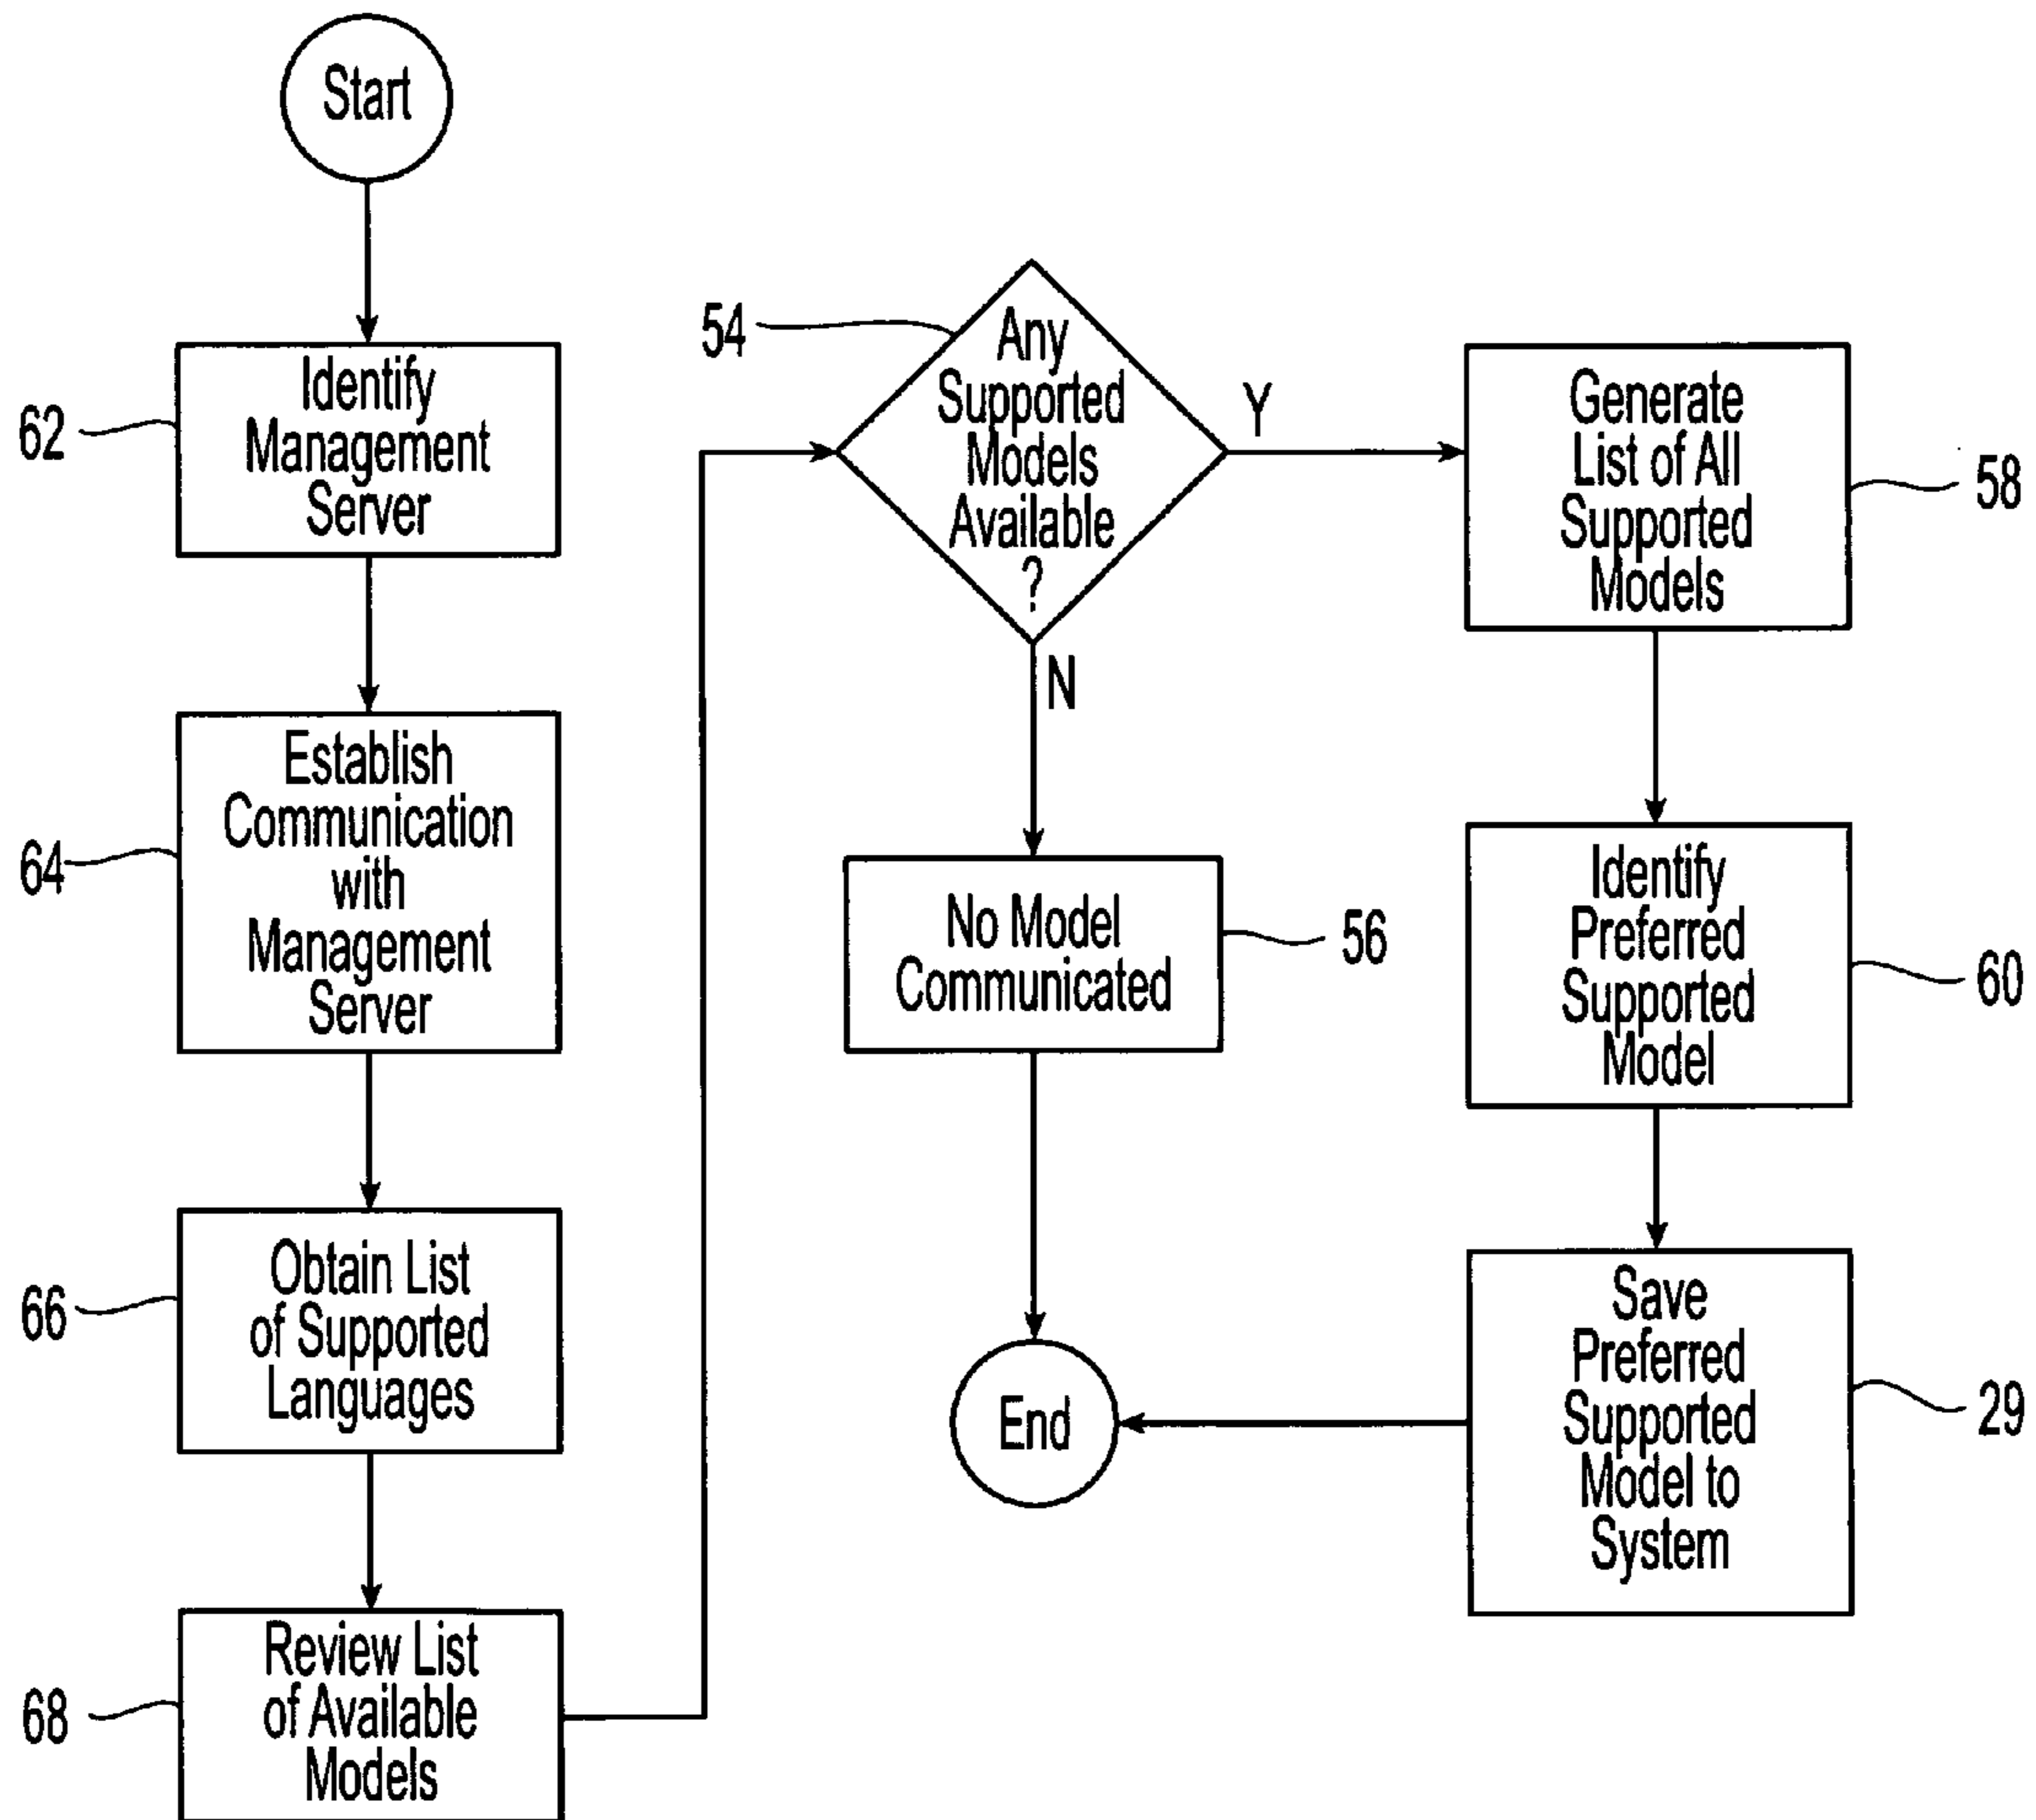 Start
62
Identify
Management
Server
64
Establish
Communication
with
Management
Server
66
Obtain List
of Supported
Languages
68
Review List
of Available
Models
54
Any
Supported
Models
Available
?
Y
N
56
No Model
Communicated
End
58
Generate
List of All
Supported
Models
60
Identify
Preferred
Supported
Model
29
Save
Preferred
Supported
Model to
System